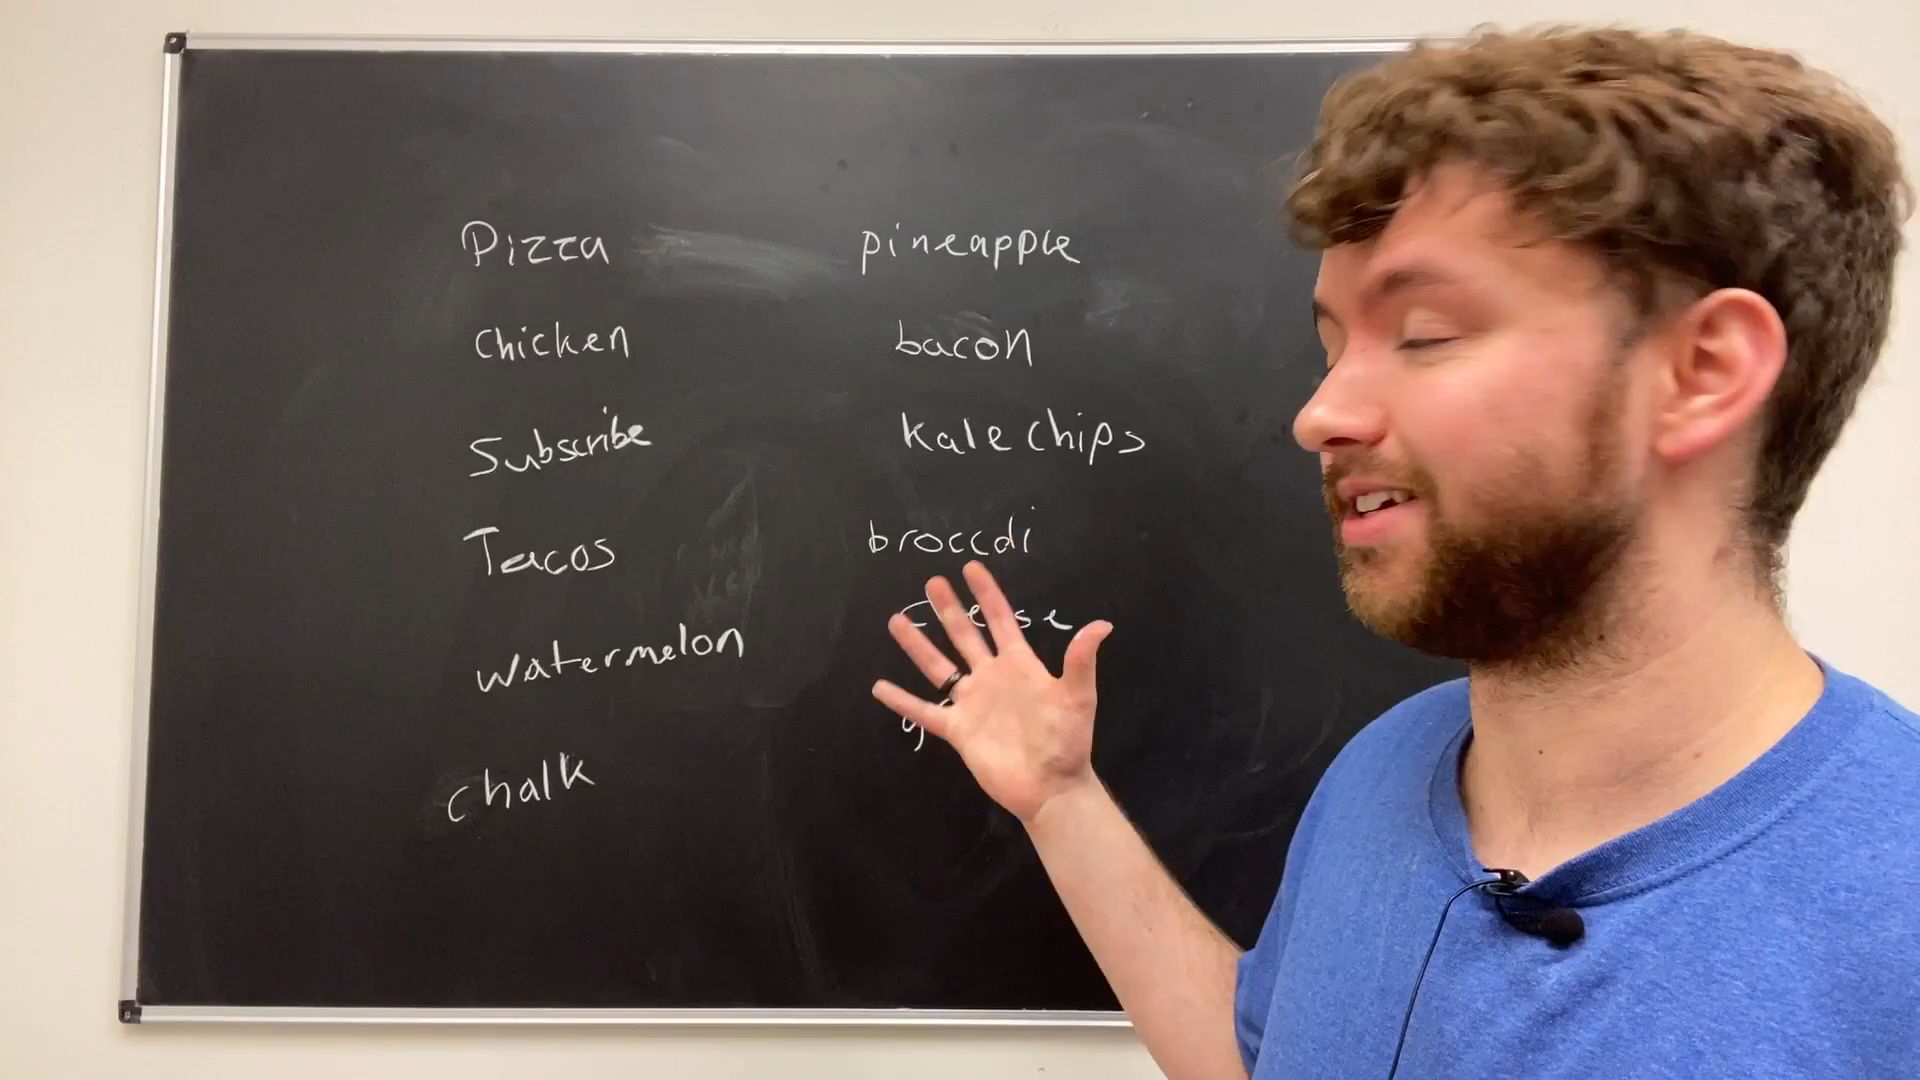 Pizza pineapple
Chicken bacon
Subscribe kale chips
Tacos broccoli
watermelon
chalk